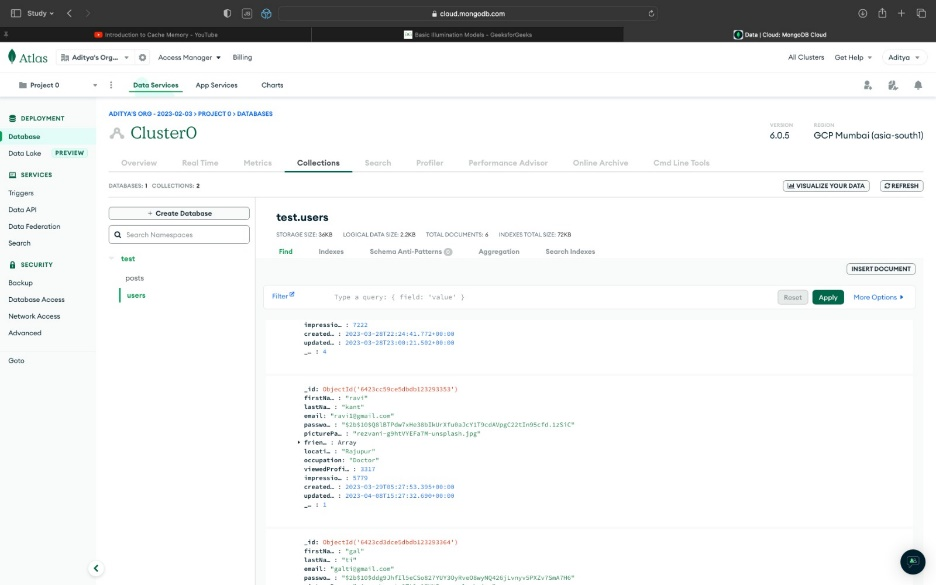 Study
cloud.mongodb.com
Introduction to Cache Memory - YouTube
Basic Illumination Models - GeeksforGeeks
Data | Cloud: MongoDB Cloud
Atlas
Aditya's Org...
Access Manager
Billing
All Clusters
Get Help
Aditya
Project 0
Data Services
App Services
Charts
DEPLOYMENT
Database
Data Lake PREVIEW
SERVICES
Triggers
Data API
Data Federation
Search
SECURITY
Backup
Database Access
Network Access
Advanced
Goto
ADITYA'S ORG - 2023-02-03 > PROJECT 0 > DATABASES
Cluster0
VERSION
6.0.5
REGION
GCP Mumbai (asia-south1)
Overview
Real Time
Metrics
Collections
Search
Profiler
Performance Advisor
Online Archive
Cmd Line Tools
DATABASES: 1 COLLECTIONS: 2
VISUALIZE YOUR DATA
REFRESH
+ Create Database
Search Namespaces
test
posts
users
test.users
STORAGE SIZE: 36KB LOGICAL DATA SIZE: 2.2KB TOTAL DOCUMENTS: 6 INDEXES TOTAL SIZE: 72KB
Find
Indexes
Schema Anti-Patterns 0
Aggregation
Search Indexes
INSERT DOCUMENT
Filter
Type a query: { field: 'value' }
Reset
Apply
More Options
impressio… : 7222
created… : 2023-03-28T22:24:41.772+00:00
updated… : 2023-03-28T23:00:21.502+00:00
__… : 4
_id: ObjectId('6423cc59ce5dbdb123293353')
firstNa… : "ravi"
lastNa… : "kant"
email: "ravi1@gmail.com"
passwo… :
picturePa… : "rezvani-g9htVYEFa7M-unsplash.jpg"
frien… : Array
locati… : "Rajupur"
occupation: "Doctor"
viewedProfi… : 3317
impressio… : 5779
created… : 2023-03-29T05:27:53.395+00:00
updated… : 2023-04-08T15:27:32.690+00:00
__… : 1
_id: ObjectId('6423cd3dce5dbdb123293364')
firstNa… : "gal"
lastNa… : "ti"
email: "galti@gmail.com"
passwo… :